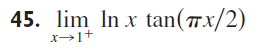 45. lim ln x tan(πx/2)
x→1⁺